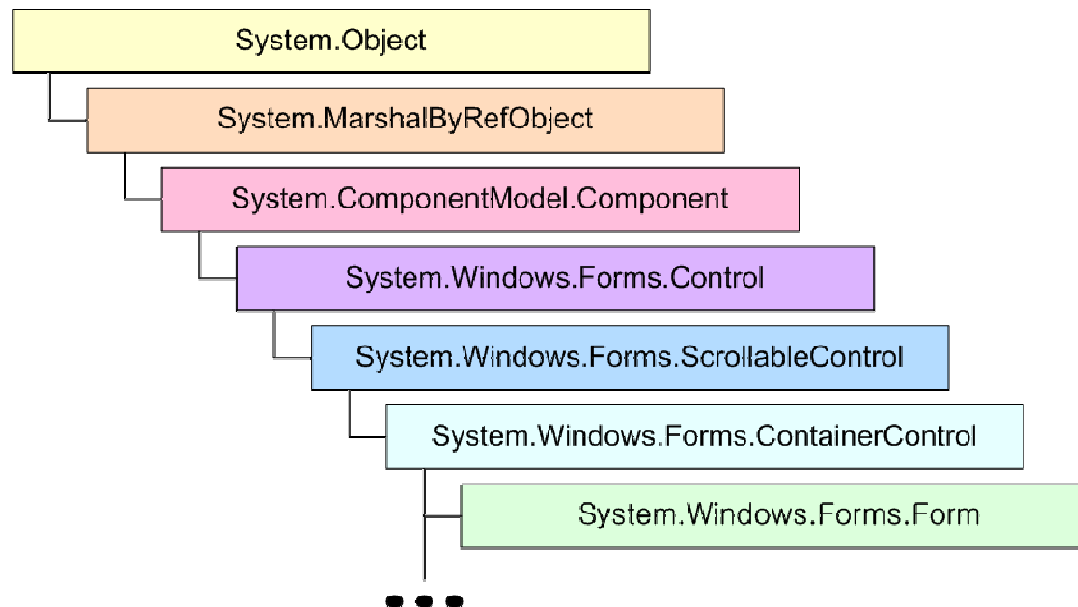 System.Object
System.MarshalByRefObject
System.ComponentModel.Component
System.Windows.Forms.Control
System.Windows.Forms.ScrollableControl
System.Windows.Forms.ContainerControl
System.Windows.Forms.Form